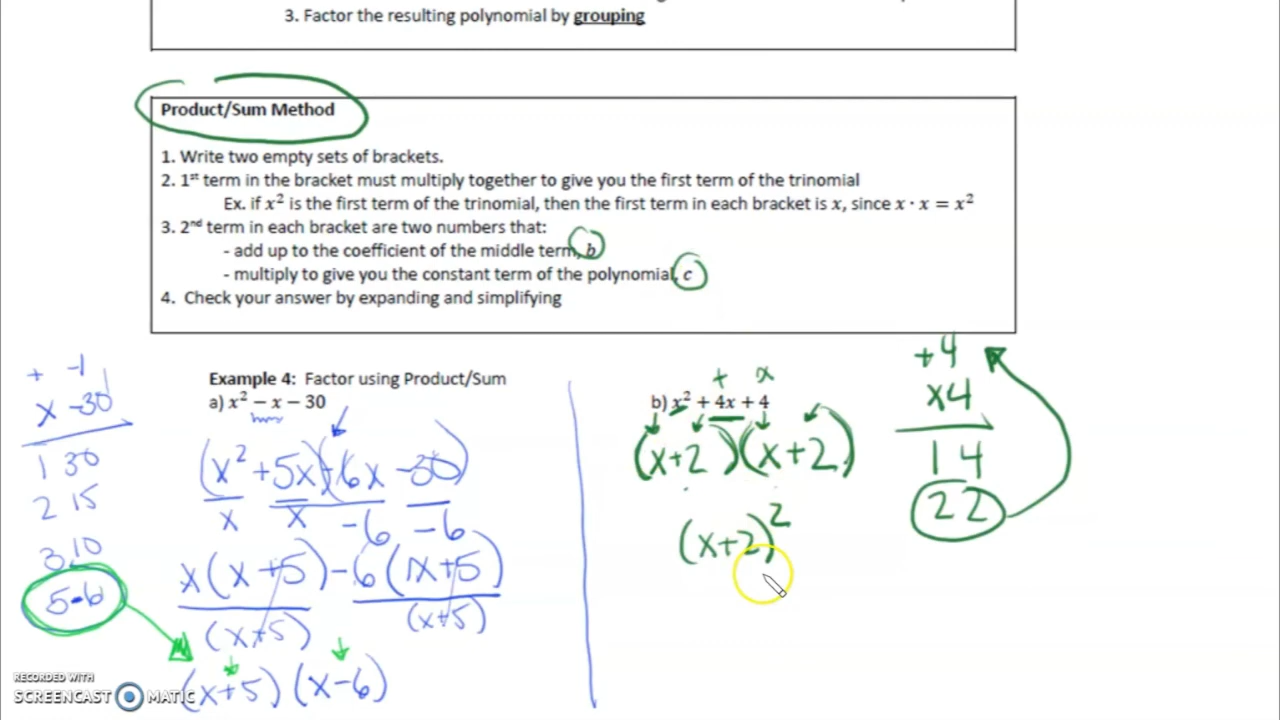 3. Factor the resulting polynomial by grouping
Product/Sum Method
1. Write two empty sets of brackets.
2. 1st term in the bracket must multiply together to give you the first term of the trinomial
Ex. if x² is the first term of the trinomial, then the first term in each bracket is x, since x · x = x²
3. 2nd term in each bracket are two numbers that:
- add up to the coefficient of the middle term, b
- multiply to give you the constant term of the polynomial, c
4. Check your answer by expanding and simplifying
+ -1
x -30
1 30
2 15
3 10
5 -6
Example 4: Factor using Product/Sum
a) x² − x − 30
(x² + 5x)(-6x - 30)
x x -6 -6
x(x+5) - 6(1x+5)
(x+5) (x+5)
(x+5)(x-6)
+ x
b) x² + 4x + 4
(x+2)(x+2)
(x+2)²
+4
x4
1 4
2 2
RECORDED WITH
SCREENCAST MATIC